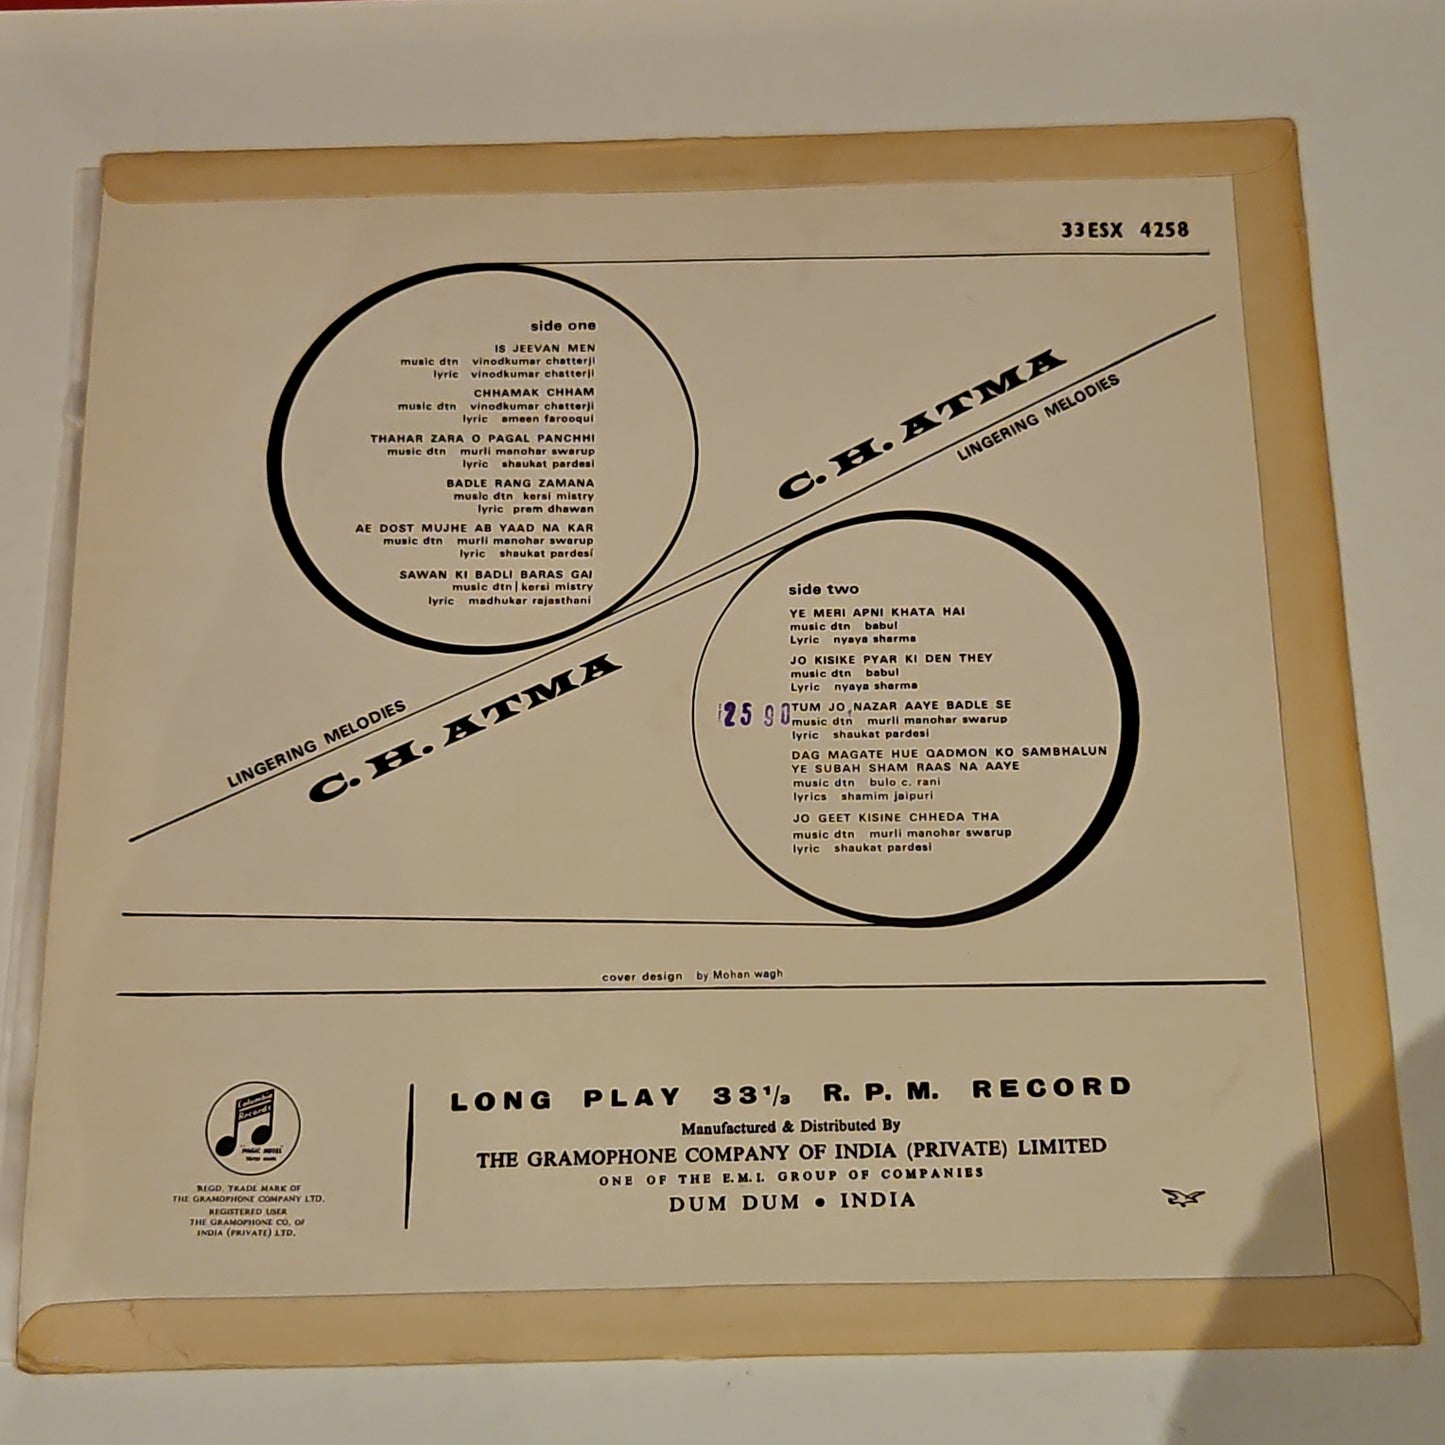 33ESX 4258
side one
IS JEEVAN MEN
music dtn vinodkumar chatterji
lyric vinodkumar chatterji
CHHAMAK CHHAM
music dtn vinodkumar chatterji
lyric ameen farooqui
THAHAR ZARA O PAGAL PANCHHI
music dtn murli manohar swarup
lyric shaukat pardesi
BADLE RANG ZAMANA
music dtn kersi mistry
lyric prem dhawan
AE DOST MUJHE AB YAAD NA KAR
music dtn murli manohar swarup
lyric shaukat pardesi
SAWAN KI BADLI BARAS GAI
music dtn kersi mistry
lyric madhukar rajasthani
C. H. ATMA
LINGERING MELODIES
LINGERING MELODIES
C. H. ATMA
side two
YE MERI APNI KHATA HAI
music dtn babul
Lyric nyaya sharma
JO KISIKE PYAR KI DEN THEY
music dtn babul
Lyric nyaya sharma
25 90
TUM JO NAZAR AAYE BADLE SE
music dtn murli manohar swarup
lyric shaukat pardesi
DAG MAGATE HUE QADMON KO SAMBHALUN
YE SUBAH SHAM RAAS NA AAYE
music dtn bulo c. rani
lyrics shamim jaipuri
JO GEET KISINE CHHEDA THA
music dtn murli manohar swarup
lyric shaukat pardesi
cover design by Mohan wagh
Columbia
Records
"MAGIC NOTES"
TRADE MARK
REGD. TRADE MARK OF
THE GRAMOPHONE COMPANY LTD.
REGISTERED USER
THE GRAMOPHONE CO. OF
INDIA (PRIVATE) LTD.
LONG PLAY 33⅓ R. P. M. RECORD
Manufactured & Distributed By
THE GRAMOPHONE COMPANY OF INDIA (PRIVATE) LIMITED
ONE OF THE E.M.I. GROUP OF COMPANIES
DUM DUM • INDIA